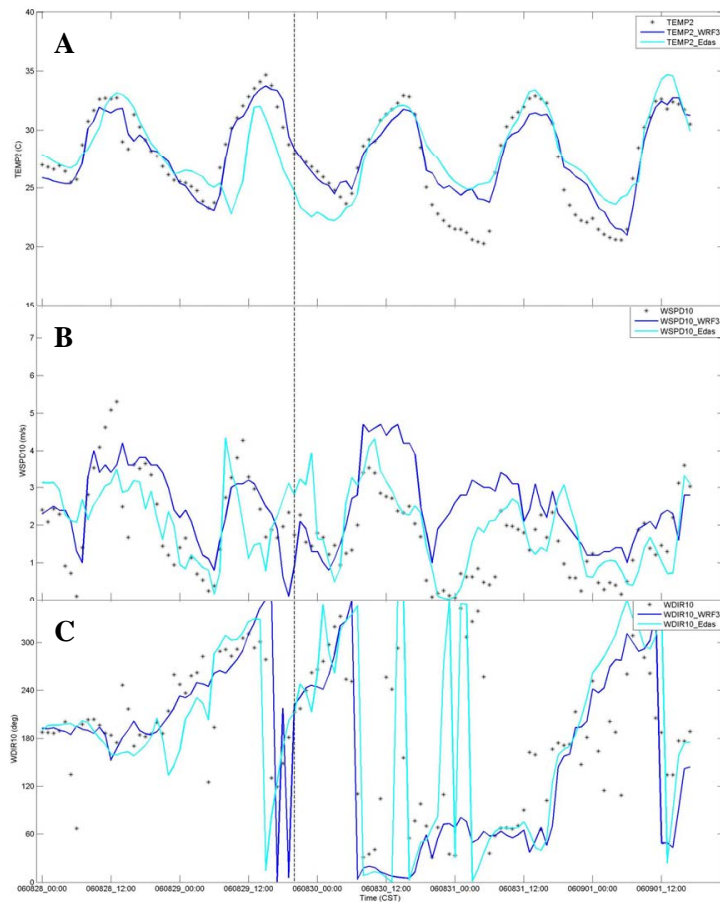 A
TEMP2
TEMP2_WRF3
TEMP2_Edas
40
35
30
25
20
15
TEMP2 (C)
B
WSPD10
WSPD10_WRF3
WSPD10_Edas
7
6
5
4
3
2
1
0
WSPD10 (m/s)
C
WDIR10
WDIR10_WRF3
WDIR10_Edas
300
240
180
120
60
0
WDIR10 (deg)
060828_00:00 060828_12:00 060829_00:00 060829_12:00 060830_00:00 060830_12:00 060831_00:00 060831_12:00 060901_00:00 060901_12:00
Time (CST)